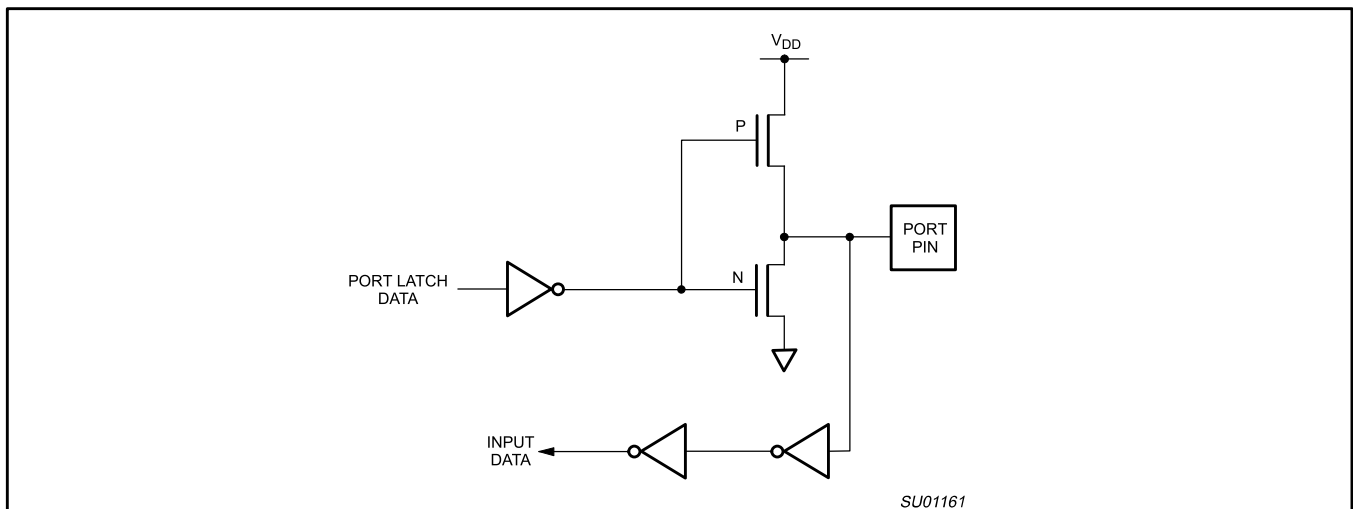 VDD
P
PORT
PIN
N
PORT LATCH
DATA
INPUT
DATA
SU01161